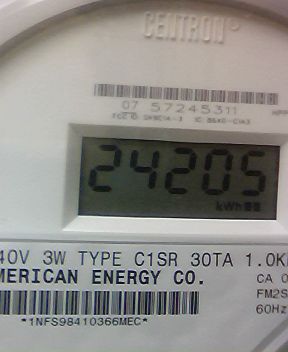 CENTRON®
07 57245311
24205
kWh
40V 3W TYPE C1SR 30TA 1.0K
MERICAN ENERGY CO.
CA 0
FM2S
60Hz
*1NFS98410366MEC*